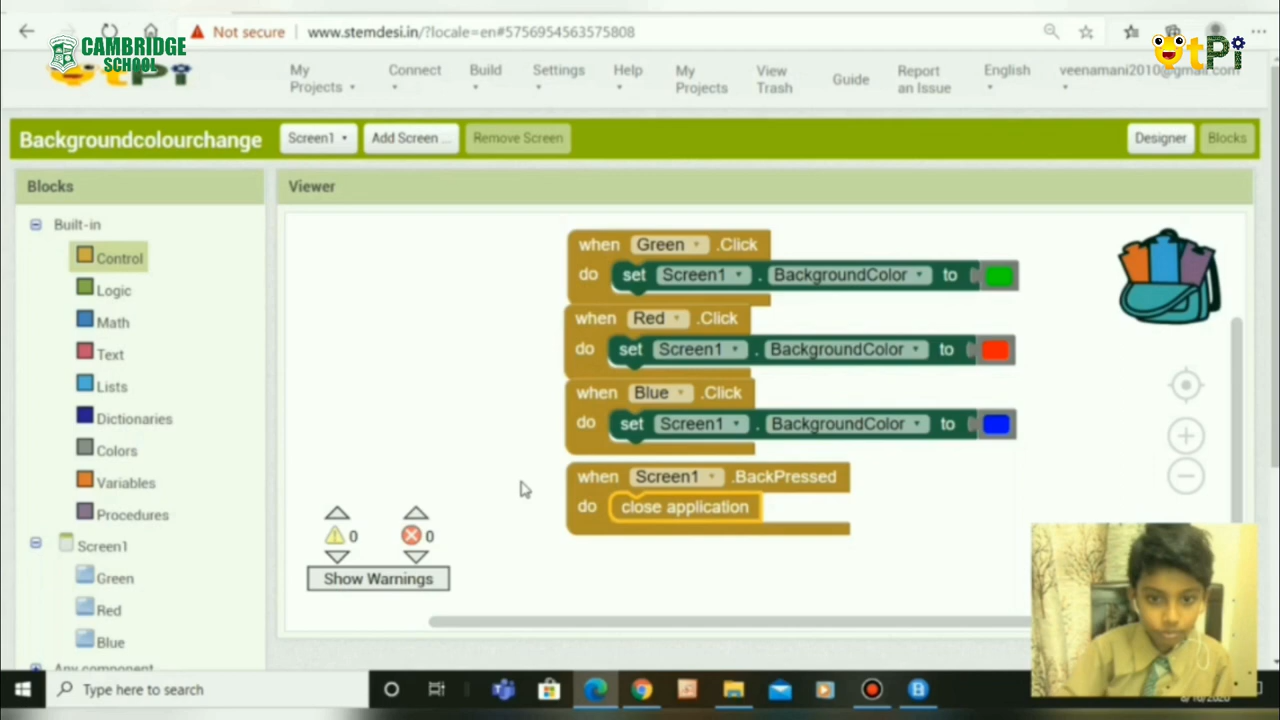 Not secure
www.stemdesi.in/?locale=en#5756954563575808
CAMBRIDGE
SCHOOL
tPi
My Projects
Connect
Build
Settings
Help
My Projects
View Trash
Guide
Report an Issue
English
veenamani2010@gmail.com
Backgroundcolourchange
Screen1
Add Screen ...
Remove Screen
Designer
Blocks
Blocks
Viewer
Built-in
Control
Logic
Math
Text
Lists
Dictionaries
Colors
Variables
Procedures
Screen1
Green
Red
Blue
Any component
when Green .Click
do set Screen1 . BackgroundColor to
when Red .Click
do set Screen1 . BackgroundColor to
when Blue .Click
do set Screen1 . BackgroundColor to
when Screen1 .BackPressed
do close application
0 0
Show Warnings
Type here to search